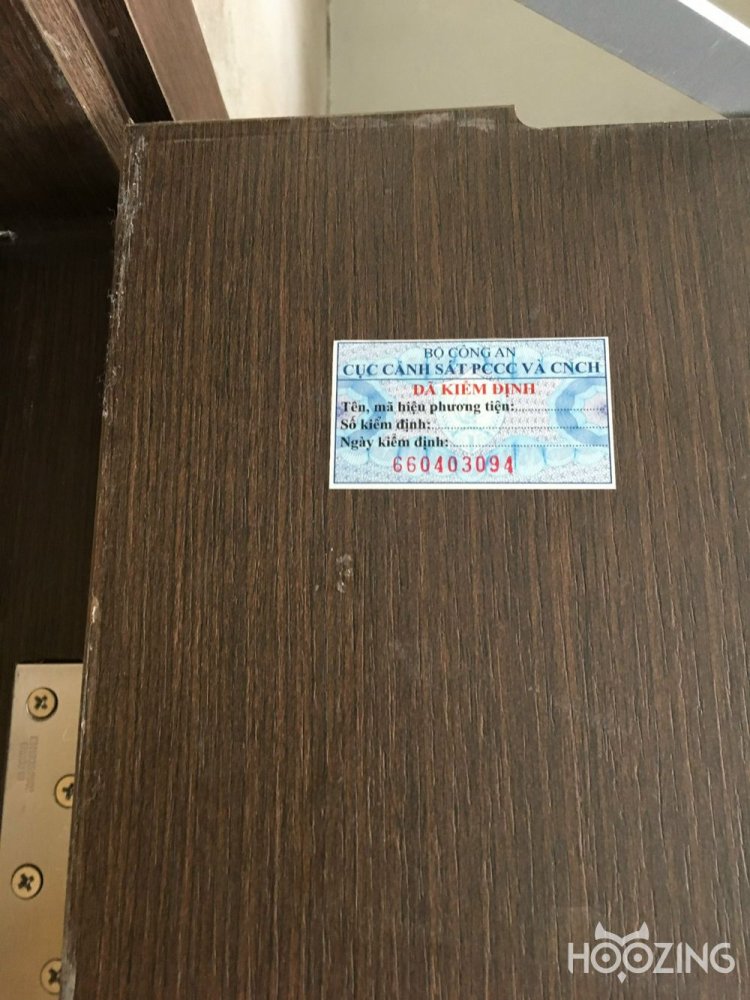 BỘ CÔNG AN
CỤC CẢNH SÁT PCCC VÀ CNCH
ĐÃ KIỂM ĐỊNH
Tên, mã hiệu phương tiện:
Số kiểm định:
Ngày kiểm định:
660403094
HOOZING